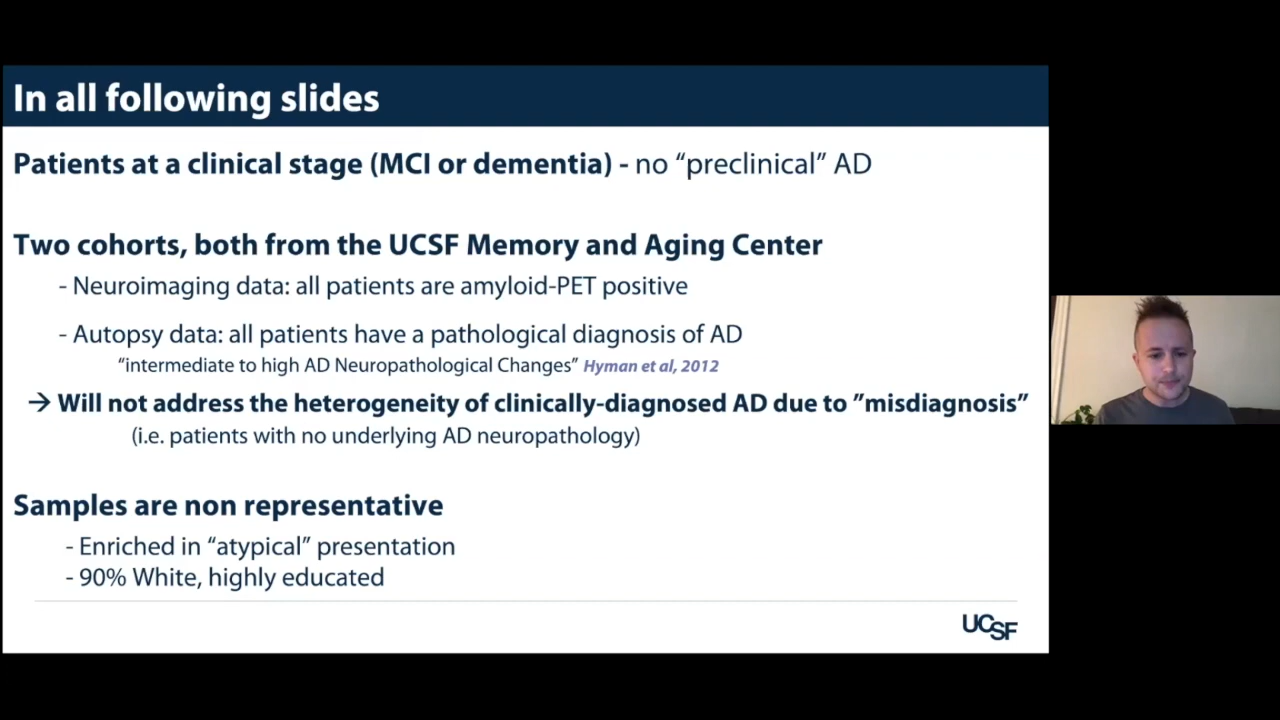 In all following slides
Patients at a clinical stage (MCI or dementia) - no “preclinical” AD
Two cohorts, both from the UCSF Memory and Aging Center
- Neuroimaging data: all patients are amyloid-PET positive
- Autopsy data: all patients have a pathological diagnosis of AD
“intermediate to high AD Neuropathological Changes” Hyman et al, 2012
→ Will not address the heterogeneity of clinically-diagnosed AD due to ”misdiagnosis”
(i.e. patients with no underlying AD neuropathology)
Samples are non representative
- Enriched in “atypical” presentation
- 90% White, highly educated
UCSF